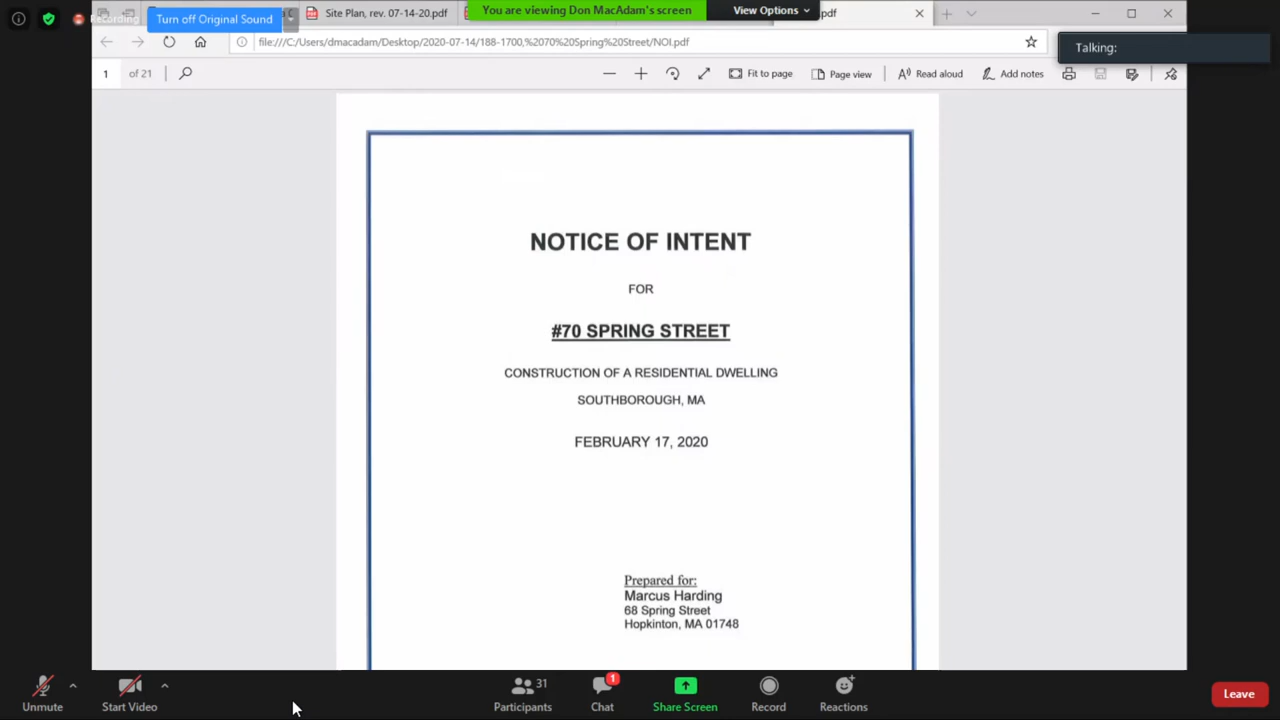 Recording
Turn off Original Sound
Site Plan, rev. 07-14-20.pdf
You are viewing Don MacAdam's screen
View Options
.pdf
file:///C:/Users/dmacadam/Desktop/2020-07-14/188-1700,%2070%20Spring%20Street/NOI.pdf
Talking:
1 of 21
Fit to page
Page view
Read aloud
Add notes
NOTICE OF INTENT
FOR
#70 SPRING STREET
CONSTRUCTION OF A RESIDENTIAL DWELLING
SOUTHBOROUGH, MA
FEBRUARY 17, 2020
Prepared for:
Marcus Harding
68 Spring Street
Hopkinton, MA 01748
Unmute
Start Video
31
Participants
1
Chat
Share Screen
Record
Reactions
Leave